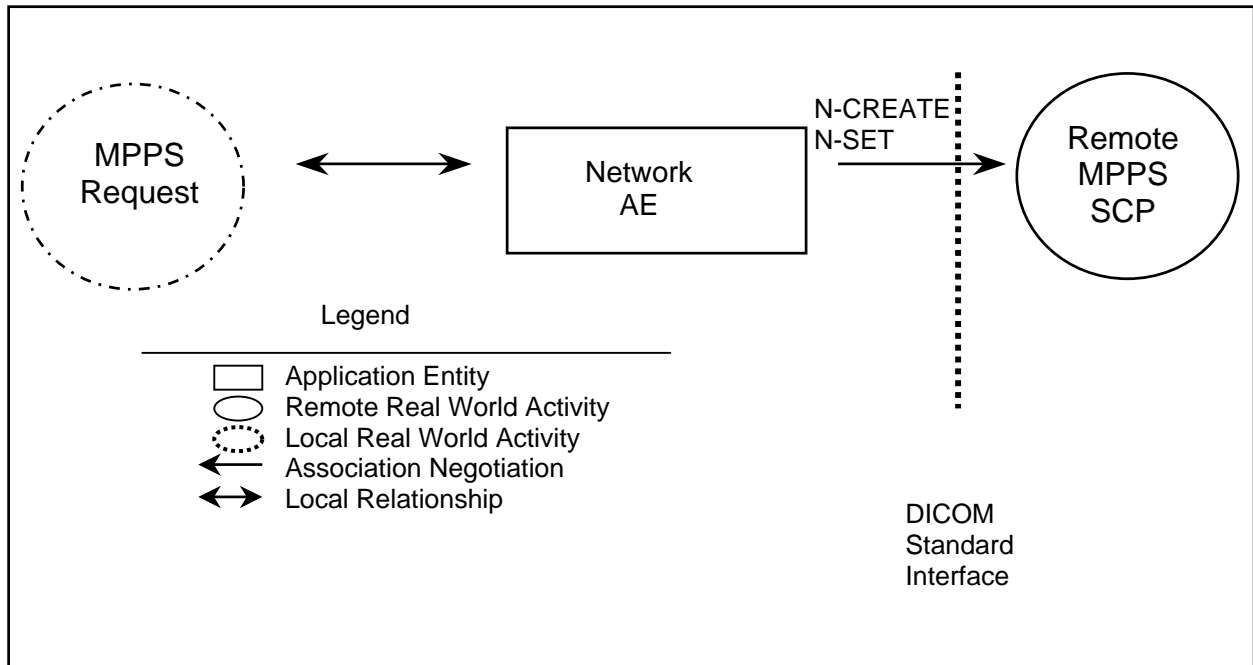 MPPS
Request
Network
AE
N-CREATE
N-SET
Remote
MPPS
SCP
Legend
Application Entity
Remote Real World Activity
Local Real World Activity
Association Negotiation
Local Relationship
DICOM
Standard
Interface